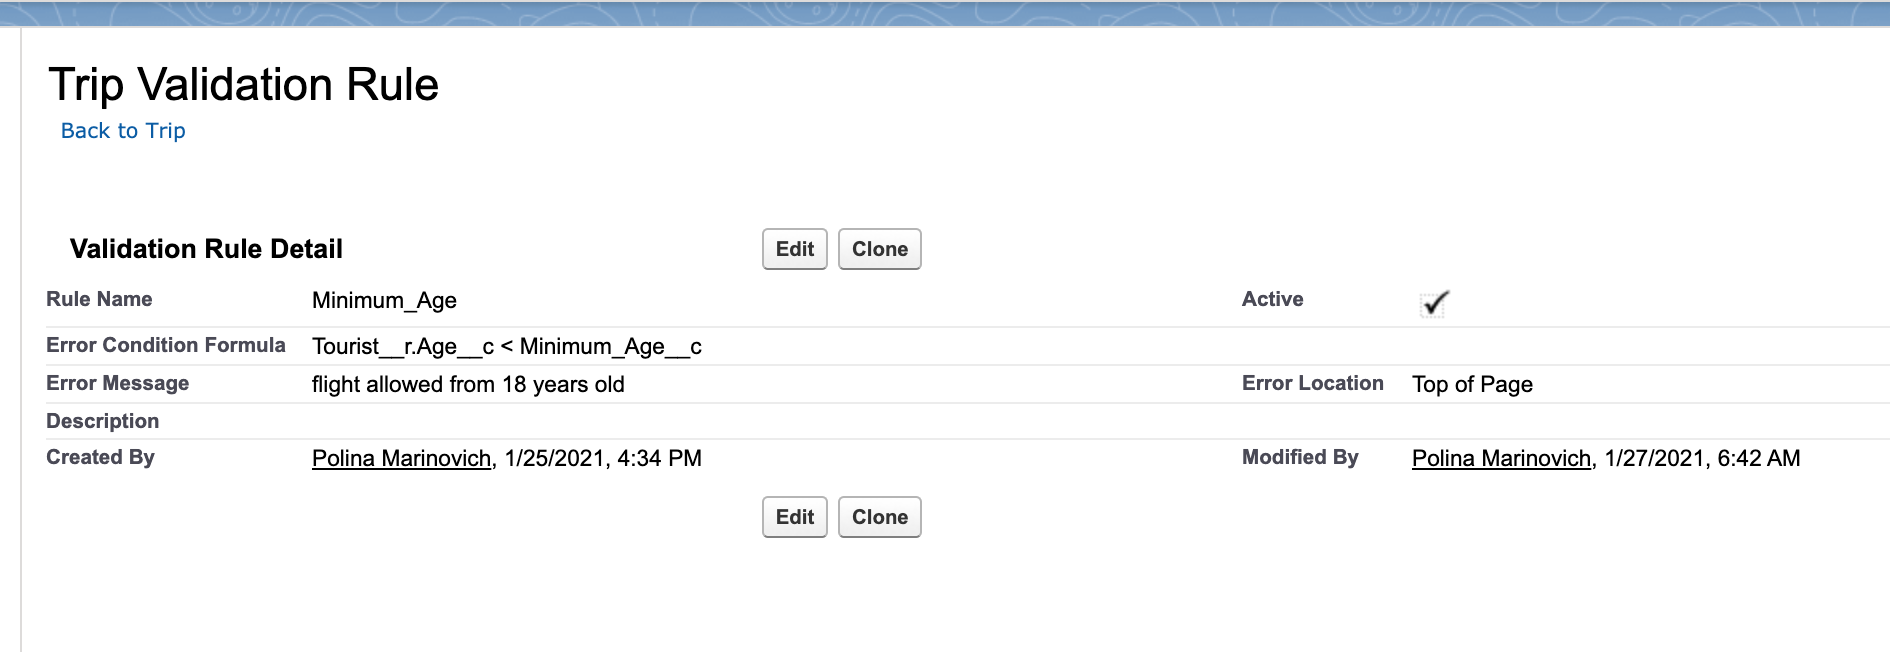 Trip Validation Rule
Back to Trip
Validation Rule Detail
Edit Clone
Rule Name Minimum_Age Active
Error Condition Formula Tourist__r.Age__c < Minimum_Age__c
Error Message flight allowed from 18 years old Error Location Top of Page
Description
Created By Polina Marinovich, 1/25/2021, 4:34 PM Modified By Polina Marinovich, 1/27/2021, 6:42 AM
Edit Clone